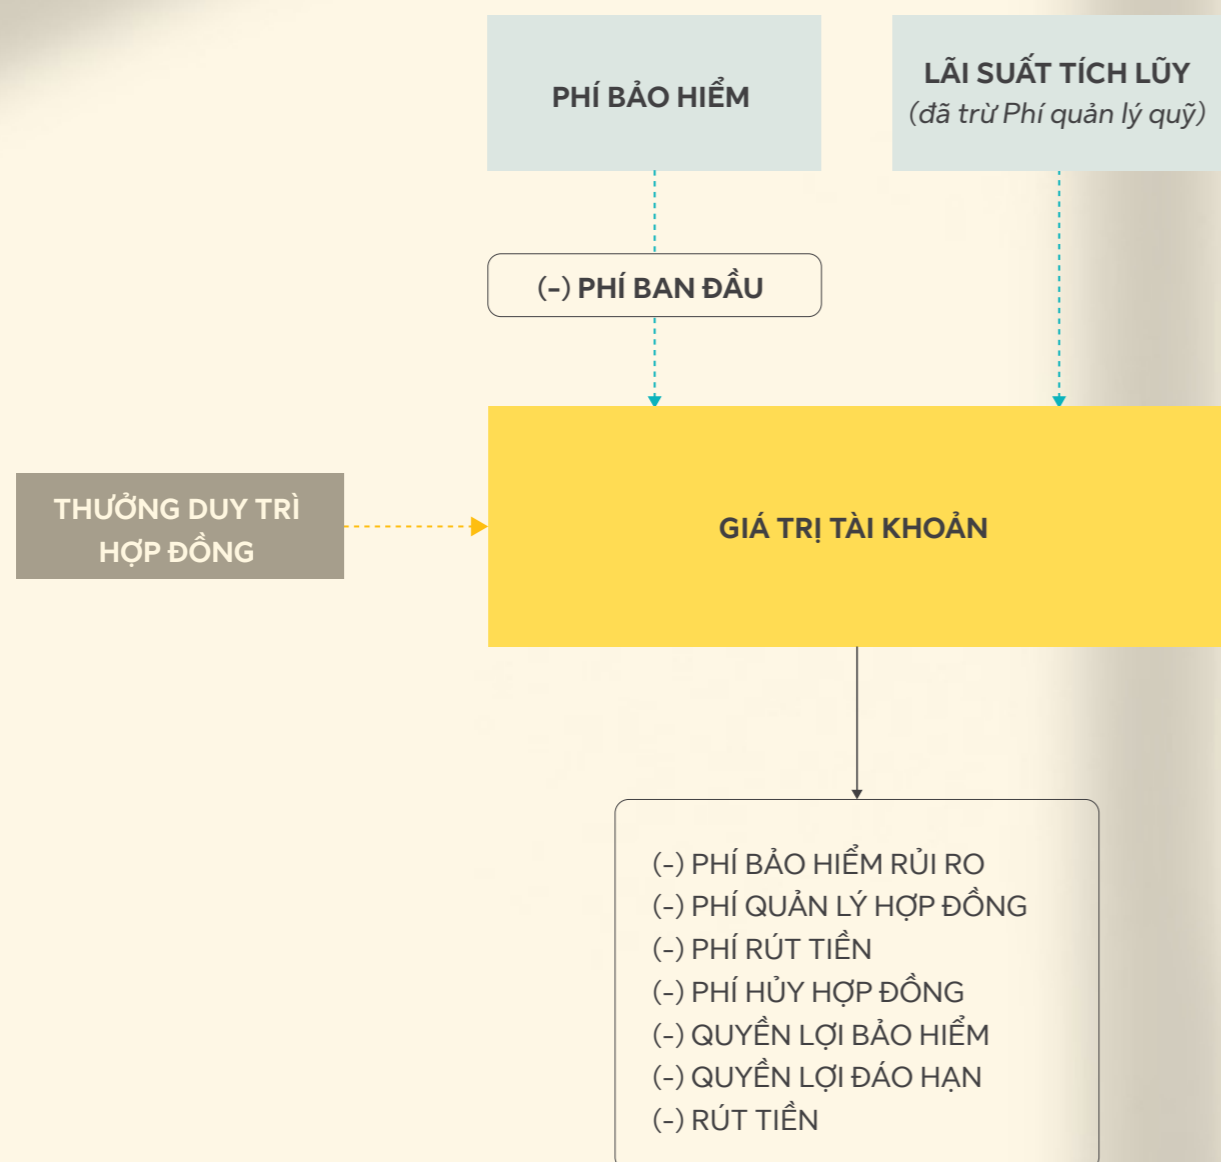 PHÍ BẢO HIỂM
LÃI SUẤT TÍCH LŨY
(đã trừ Phí quản lý quỹ)
(-) PHÍ BAN ĐẦU
THƯỞNG DUY TRÌ
HỢP ĐỒNG
GIÁ TRỊ TÀI KHOẢN
(-) PHÍ BẢO HIỂM RỦI RO
(-) PHÍ QUẢN LÝ HỢP ĐỒNG
(-) PHÍ RÚT TIỀN
(-) PHÍ HỦY HỢP ĐỒNG
(-) QUYỀN LỢI BẢO HIỂM
(-) QUYỀN LỢI ĐÁO HẠN
(-) RÚT TIỀN